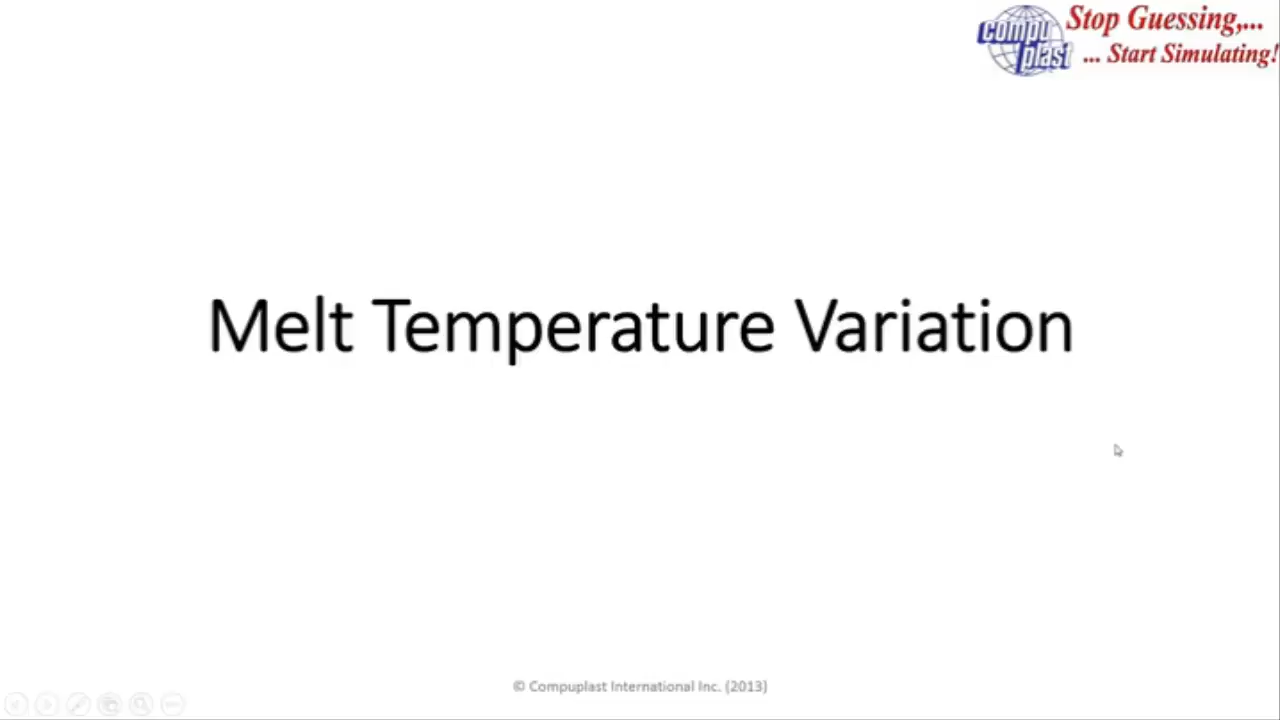 compu
plast
Stop Guessing,...
... Start Simulating!
Melt Temperature Variation
© Compuplast International Inc. (2013)